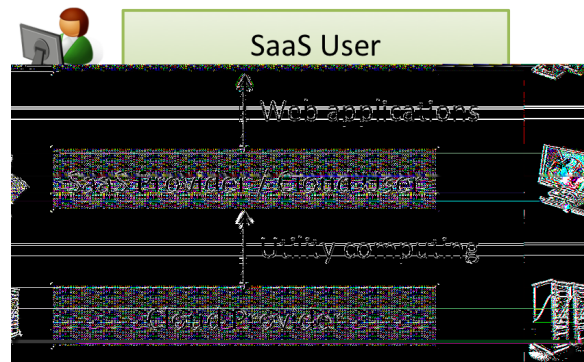 SaaS User
Web applications
SaaS Provider / Cloud User
Utility computing
Cloud Provider